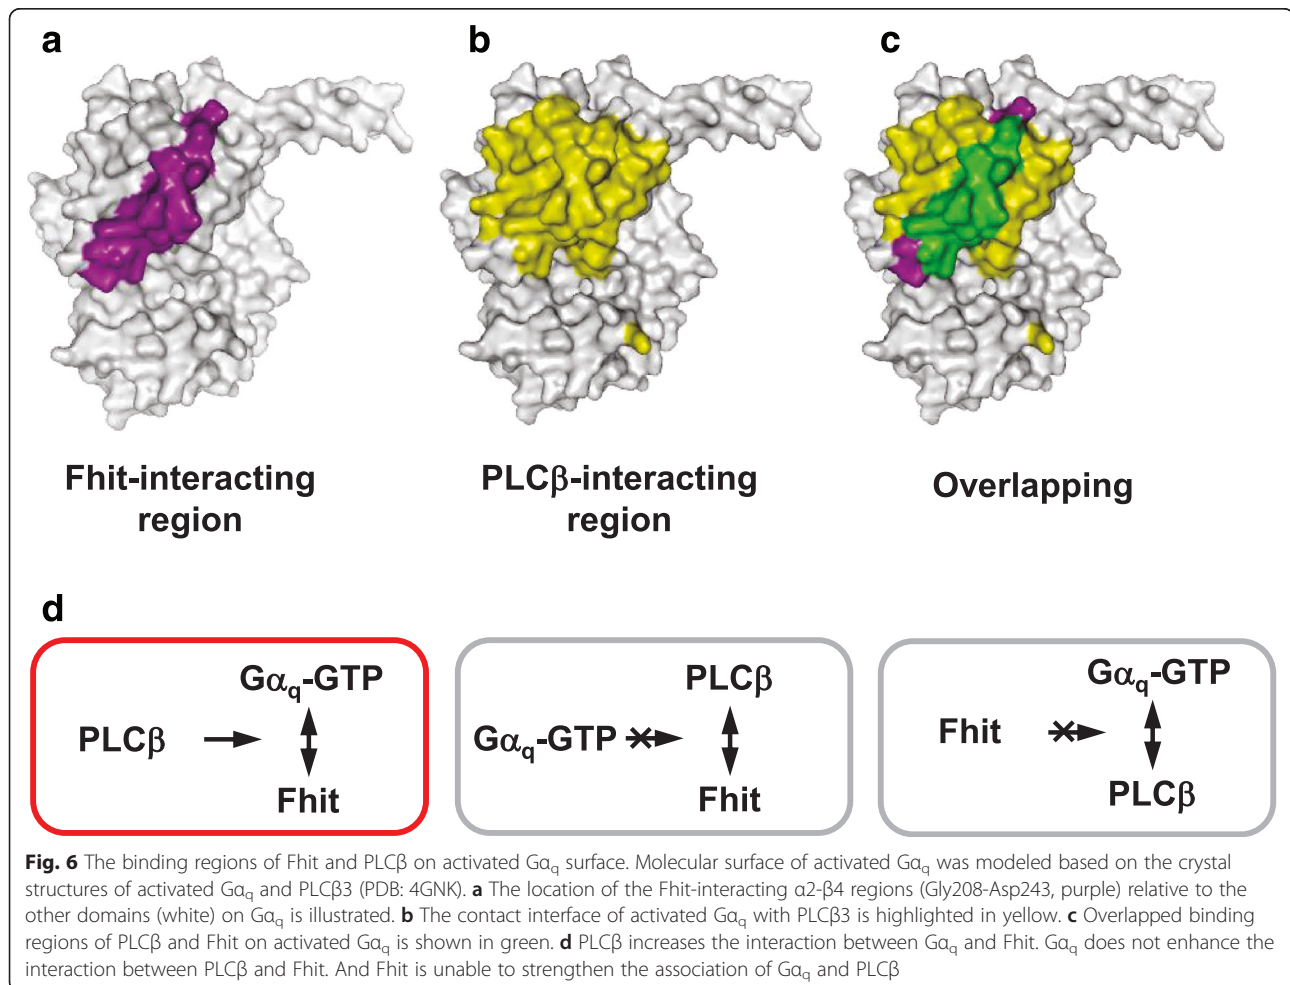 a
b
c
Fhit-interacting
region
PLCβ-interacting
region
Overlapping
d
PLCβ
Gαq-GTP
Fhit
Gαq-GTP
PLCβ
Fhit
Fhit
Gαq-GTP
PLCβ
Fig. 6 The binding regions of Fhit and PLCβ on activated Gαq surface. Molecular surface of activated Gαq was modeled based on the crystal
structures of activated Gαq and PLCβ3 (PDB: 4GNK). a The location of the Fhit-interacting α2-β4 regions (Gly208-Asp243, purple) relative to the
other domains (white) on Gαq is illustrated. b The contact interface of activated Gαq with PLCβ3 is highlighted in yellow. c Overlapped binding
regions of PLCβ and Fhit on activated Gαq is shown in green. d PLCβ increases the interaction between Gαq and Fhit. Gαq does not enhance the
interaction between PLCβ and Fhit. And Fhit is unable to strengthen the association of Gαq and PLCβ